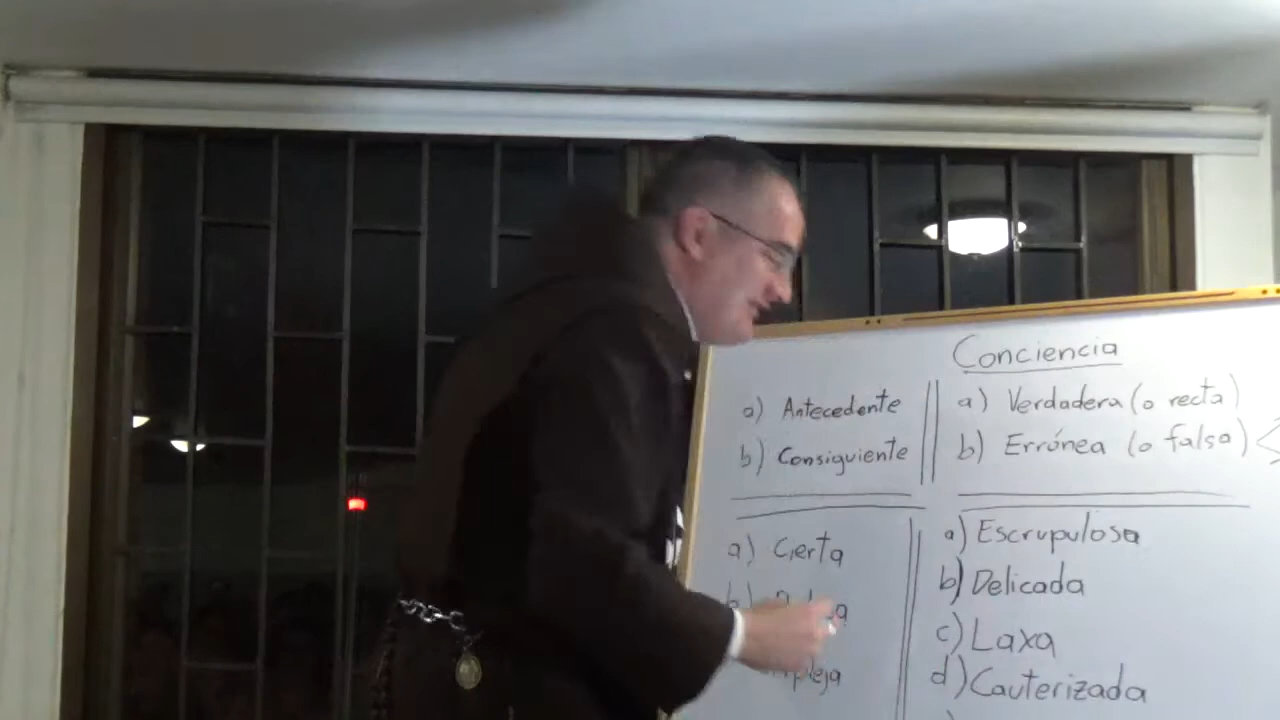 Conciencia
a) Antecedente
b) Consiguiente
a) Verdadera (o recta)
b) Errónea (o falsa)
a) Cierta
b)
a) Escrupulosa
b) Delicada
c) Laxa
d) Cauterizada